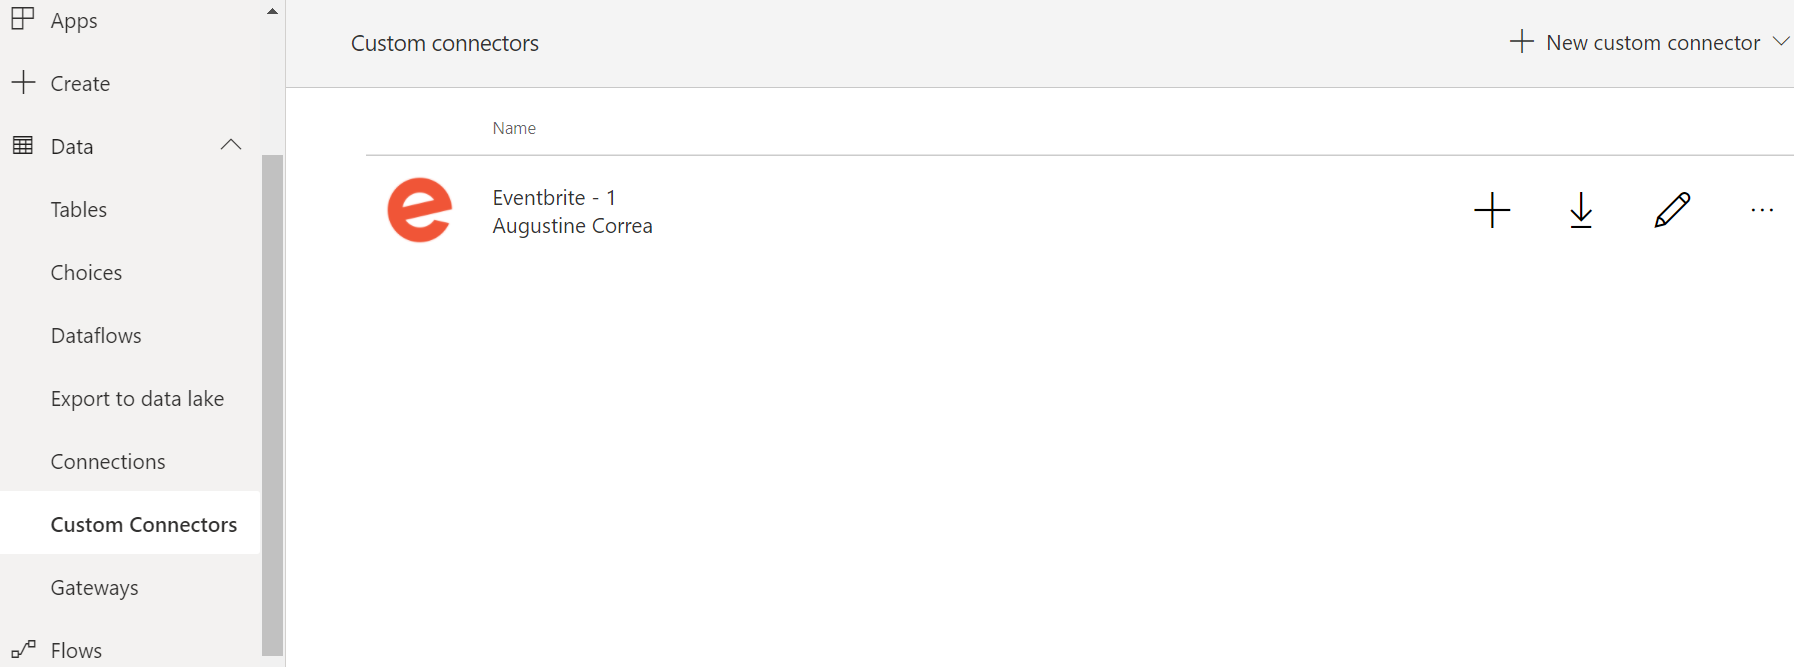 Apps
Create
Data
Tables
Choices
Dataflows
Export to data lake
Connections
Custom Connectors
Gateways
Flows
Custom connectors
New custom connector
Name
Eventbrite - 1
Augustine Correa